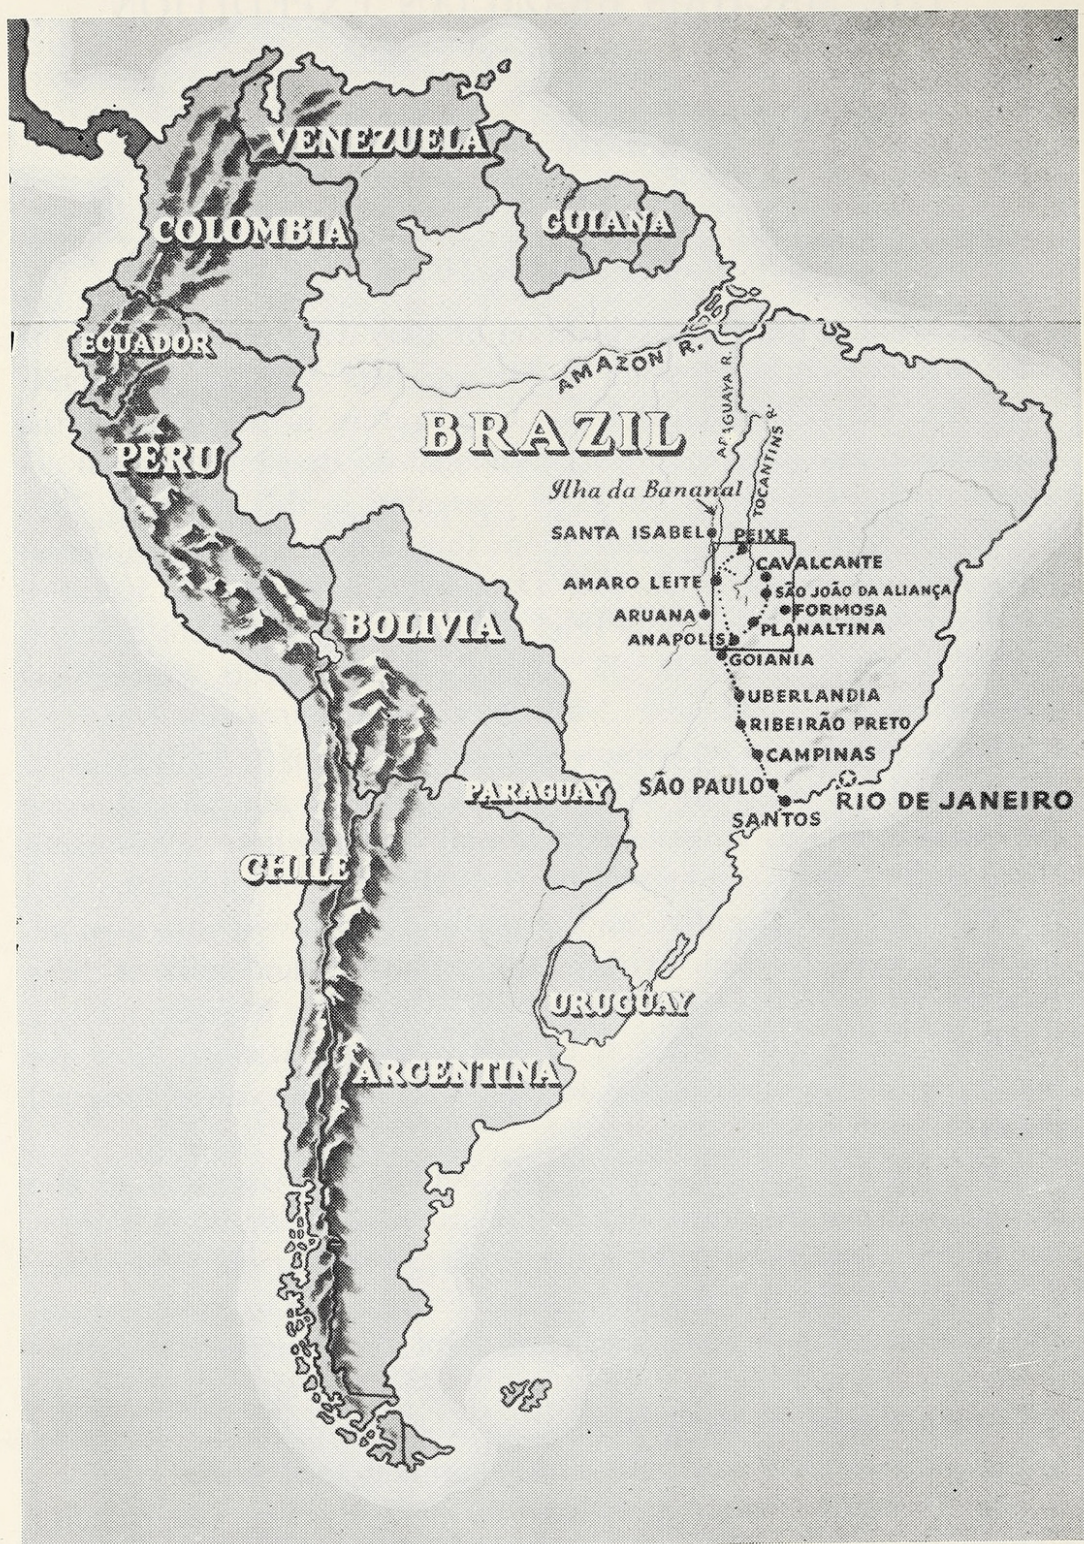 VENEZUELA
COLOMBIA
GUIANA
ECUADOR
AMAZON R.
ARAGUAYA R.
BRAZIL
TOCANTINS R.
PERU
Ilha da Bananal
SANTA ISABEL
PEIXE
CAVALCANTE
AMARO LEITE
SÃO JOÃO DA ALIANÇA
FORMOSA
ARUANA
BOLIVIA
PLANALTINA
ANAPOLIS
GOIANIA
UBERLANDIA
RIBEIRÃO PRETO
CAMPINAS
SÃO PAULO
PARAGUAY
RIO DE JANEIRO
SANTOS
CHILE
URUGUAY
ARGENTINA